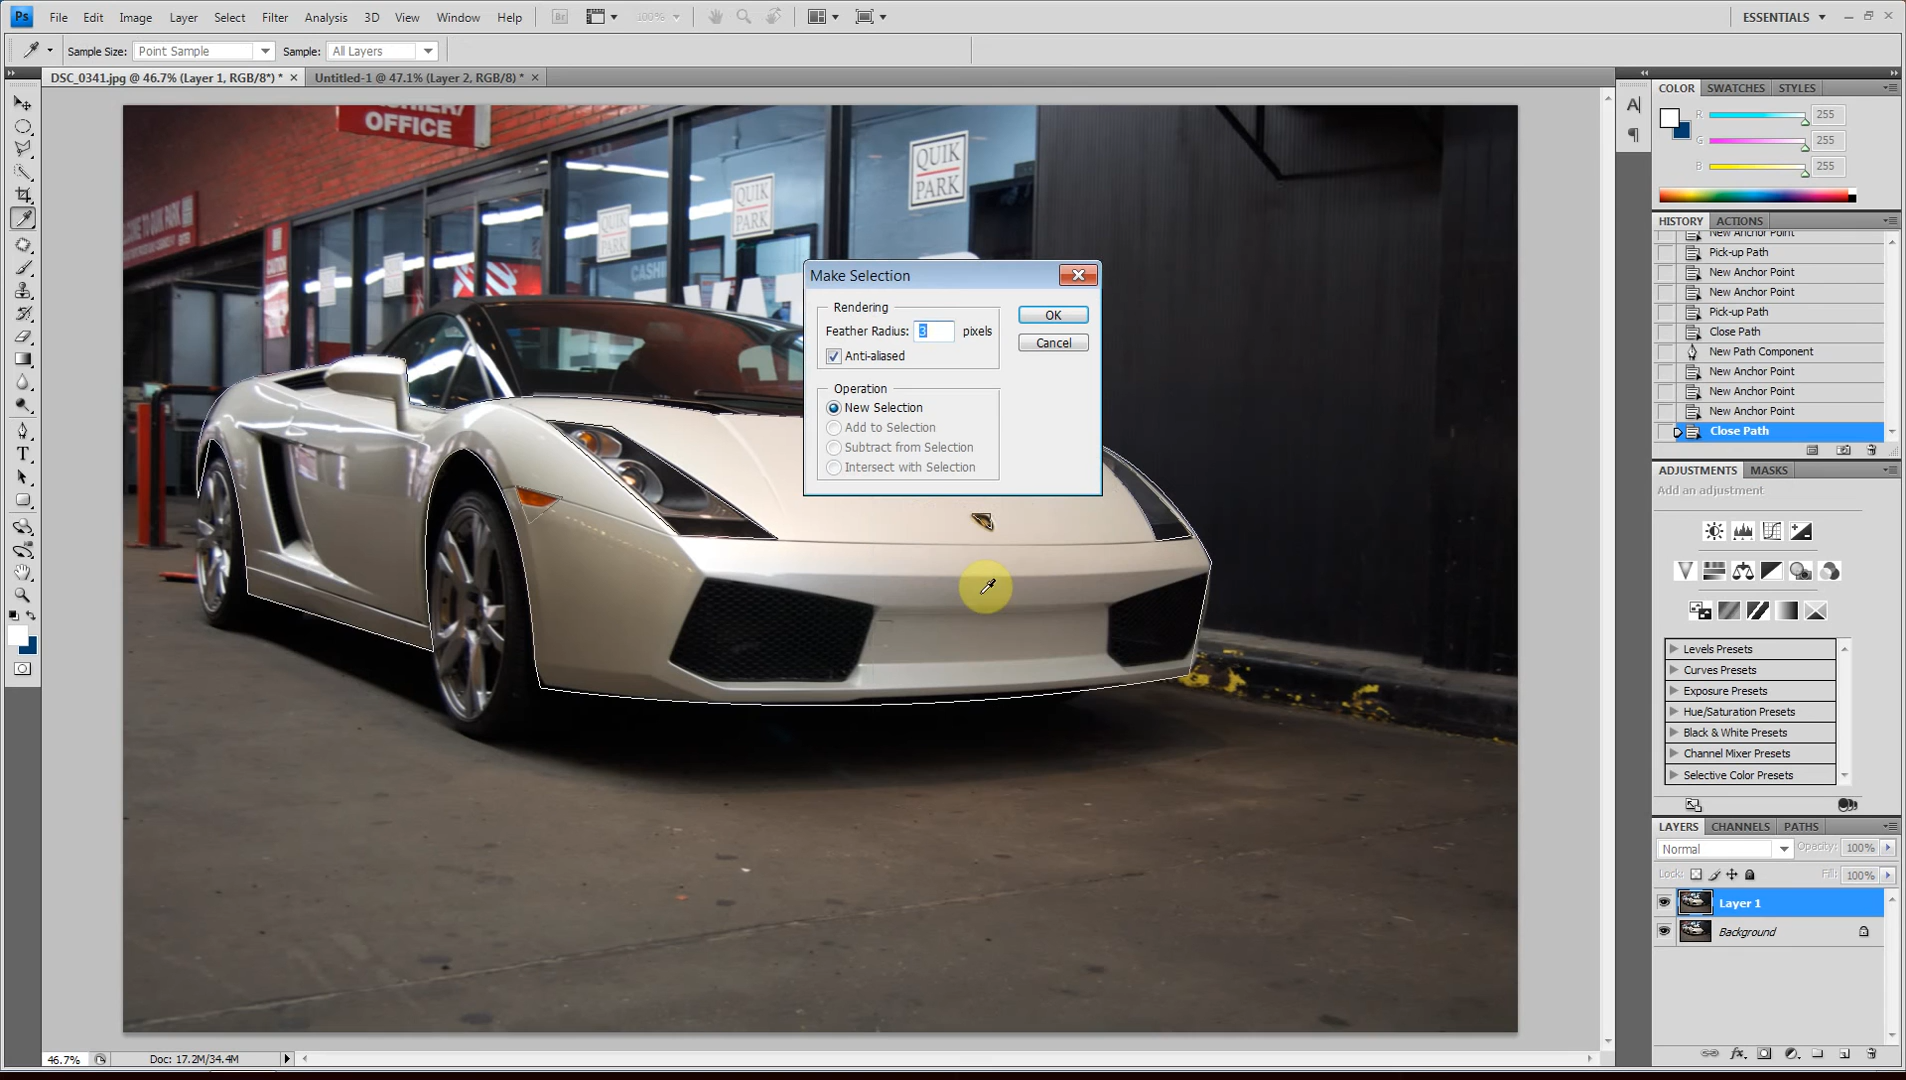 Ps File Edit Image Layer Select Filter Analysis 3D View Window Help Br 100% ESSENTIALS
Sample Size: Point Sample Sample: All Layers
DSC_0341.jpg @ 46.7% (Layer 1, RGB/8*) * Untitled-1 @ 47.1% (Layer 2, RGB/8) *
OFFICE
QUIK PARK
QUIK PARK
QUIK PARK
Make Selection
Rendering
Feather Radius: 3 pixels
Anti-aliased
OK
Cancel
Operation
New Selection
Add to Selection
Subtract from Selection
Intersect with Selection
COLOR SWATCHES STYLES
R 255
G 255
B 255
HISTORY ACTIONS
New Anchor Point
Pick-up Path
New Anchor Point
New Anchor Point
Pick-up Path
Close Path
New Path Component
New Anchor Point
New Anchor Point
New Anchor Point
Close Path
ADJUSTMENTS MASKS
Add an adjustment
Levels Presets
Curves Presets
Exposure Presets
Hue/Saturation Presets
Black & White Presets
Channel Mixer Presets
Selective Color Presets
LAYERS CHANNELS PATHS
Normal Opacity: 100%
Lock: Fill: 100%
Layer 1
Background
46.7% Doc: 17.2M/34.4M